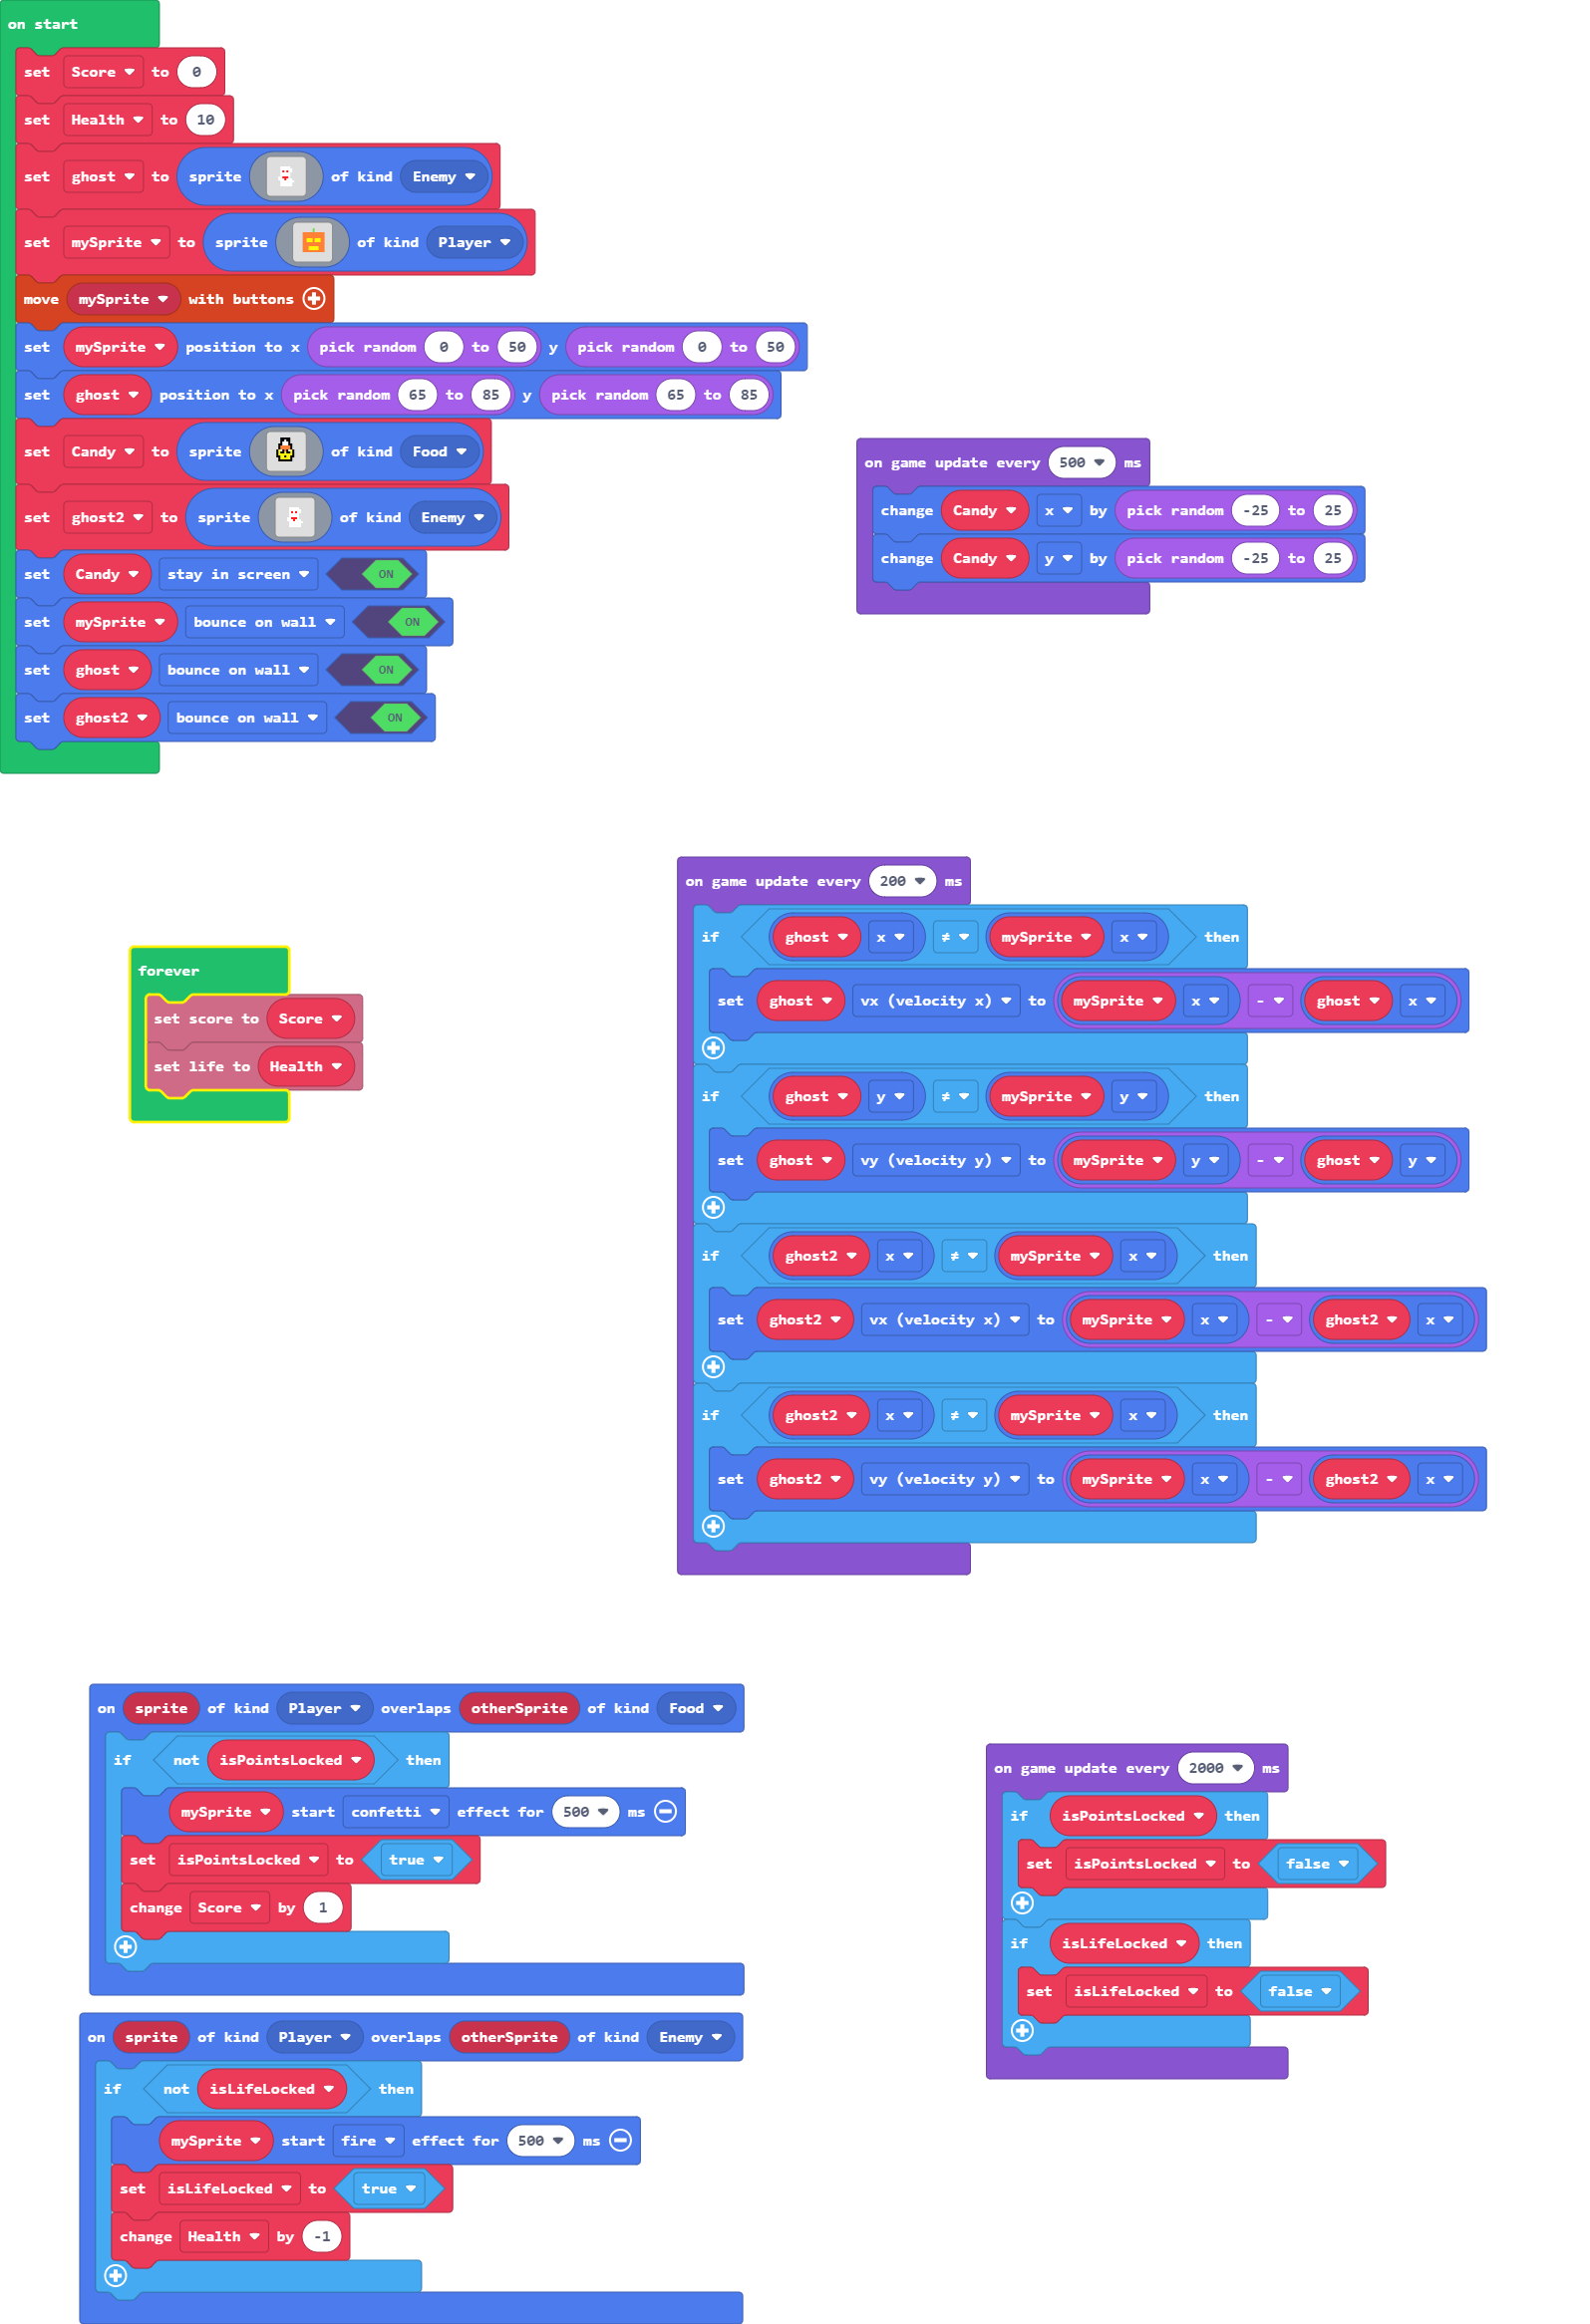 on start
set Score to 0
set Health to 10
set ghost to sprite of kind Enemy
set mySprite to sprite of kind Player
move mySprite with buttons
set mySprite position to x pick random 0 to 50 y pick random 0 to 50
set ghost position to x pick random 65 to 85 y pick random 65 to 85
set Candy to sprite of kind Food
set ghost2 to sprite of kind Enemy
set Candy stay in screen ON
set mySprite bounce on wall ON
set ghost bounce on wall ON
set ghost2 bounce on wall ON
on game update every 500 ms
change Candy x by pick random -25 to 25
change Candy y by pick random -25 to 25
forever
set score to Score
set life to Health
on game update every 200 ms
if ghost x ≠ mySprite x then
set ghost vx (velocity x) to mySprite x - ghost x
if ghost y ≠ mySprite y then
set ghost vy (velocity y) to mySprite y - ghost y
if ghost2 x ≠ mySprite x then
set ghost2 vx (velocity x) to mySprite x - ghost2 x
if ghost2 x ≠ mySprite x then
set ghost2 vy (velocity y) to mySprite x - ghost2 x
on sprite of kind Player overlaps otherSprite of kind Food
if not isPointsLocked then
mySprite start confetti effect for 500 ms
set isPointsLocked to true
change Score by 1
on sprite of kind Player overlaps otherSprite of kind Enemy
if not isLifeLocked then
mySprite start fire effect for 500 ms
set isLifeLocked to true
change Health by -1
on game update every 2000 ms
if isPointsLocked then
set isPointsLocked to false
if isLifeLocked then
set isLifeLocked to false